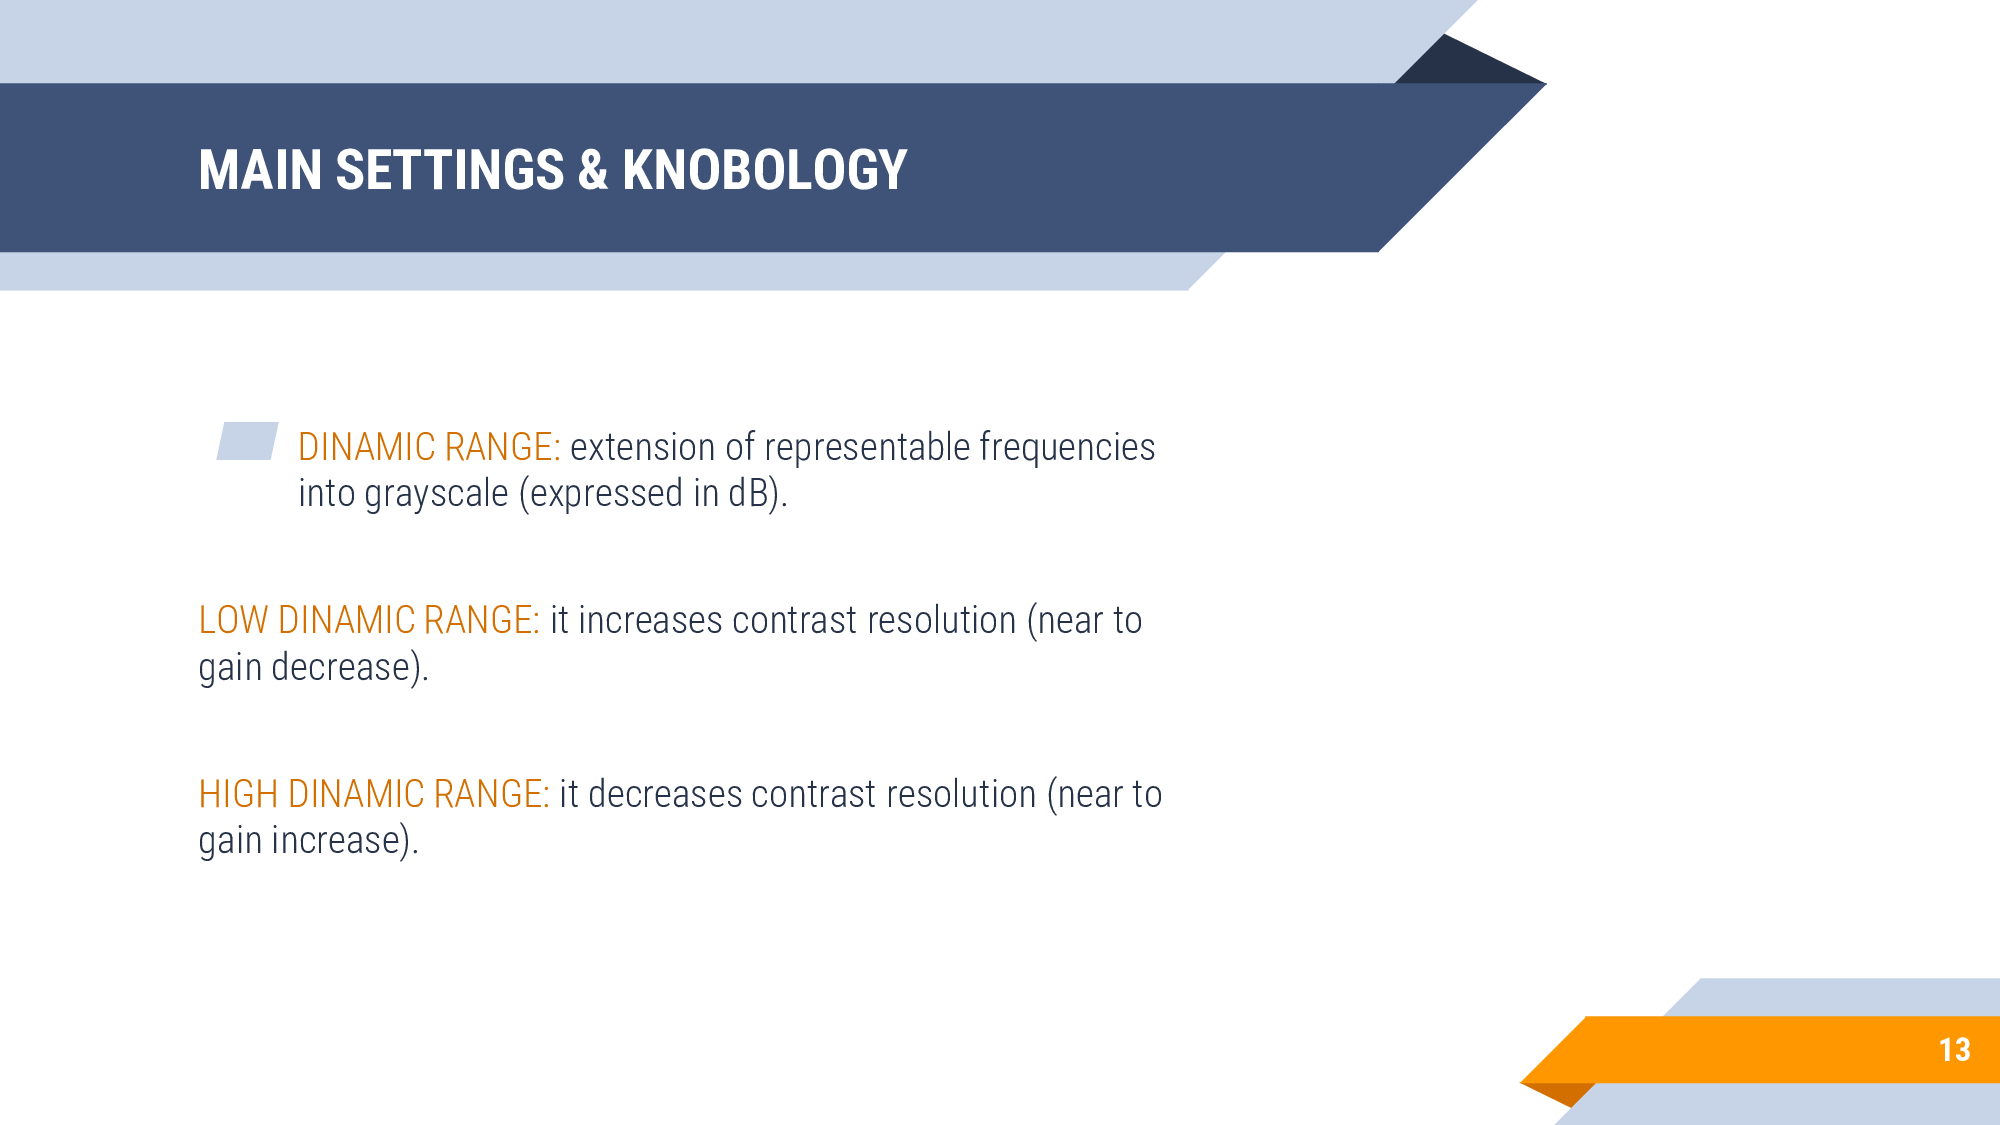 MAIN SETTINGS & KNOBOLOGY
DINAMIC RANGE: extension of representable frequencies
into grayscale (expressed in dB).
LOW DINAMIC RANGE: it increases contrast resolution (near to
gain decrease).
HIGH DINAMIC RANGE: it decreases contrast resolution (near to
gain increase).
13